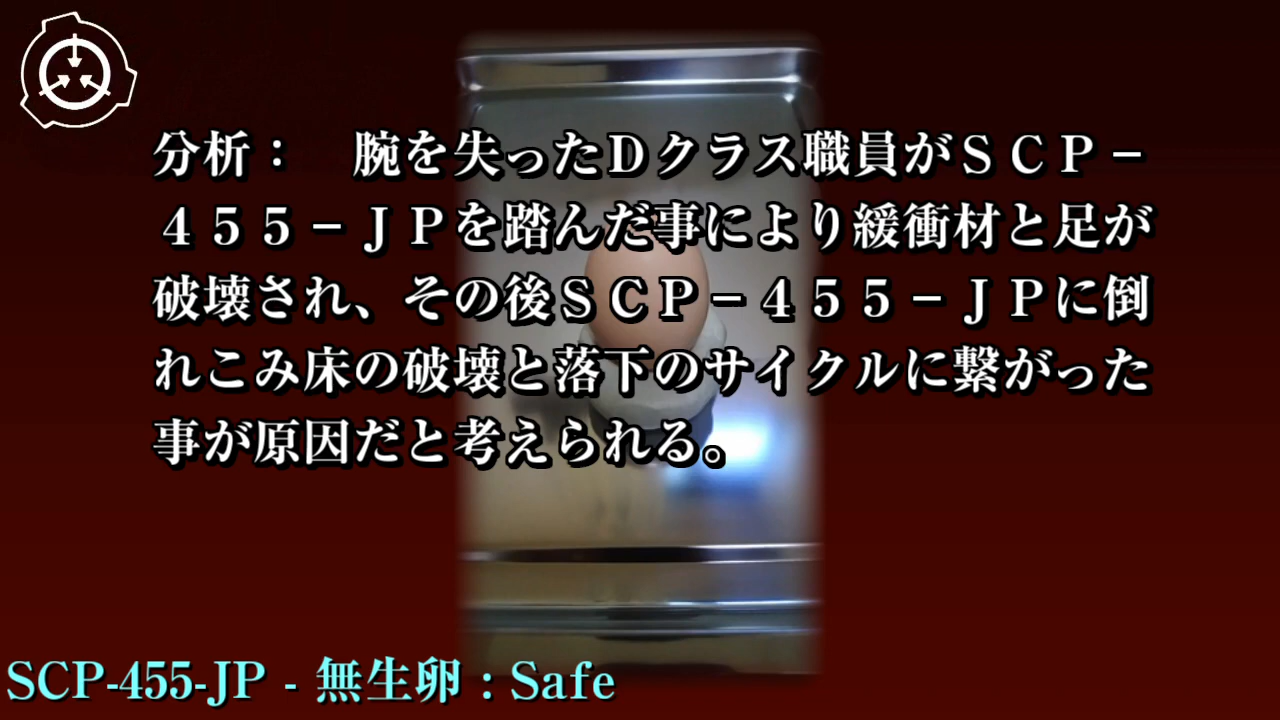 分析：　腕を失ったＤクラス職員がＳＣＰ－
４５５－ＪＰを踏んだ事により緩衝材と足が
破壊され、その後ＳＣＰ－４５５－ＪＰに倒
れこみ床の破壊と落下のサイクルに繋がった
事が原因だと考えられる。
SCP-455-JP - 無生卵：Safe